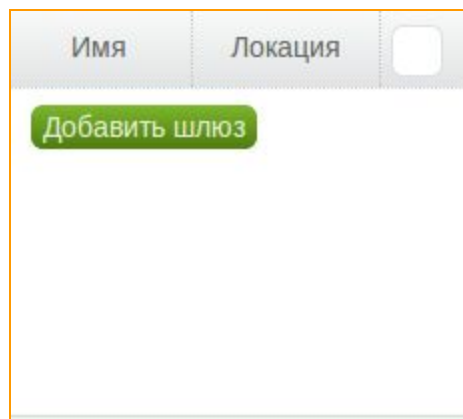 Имя Локация
Добавить шлюз